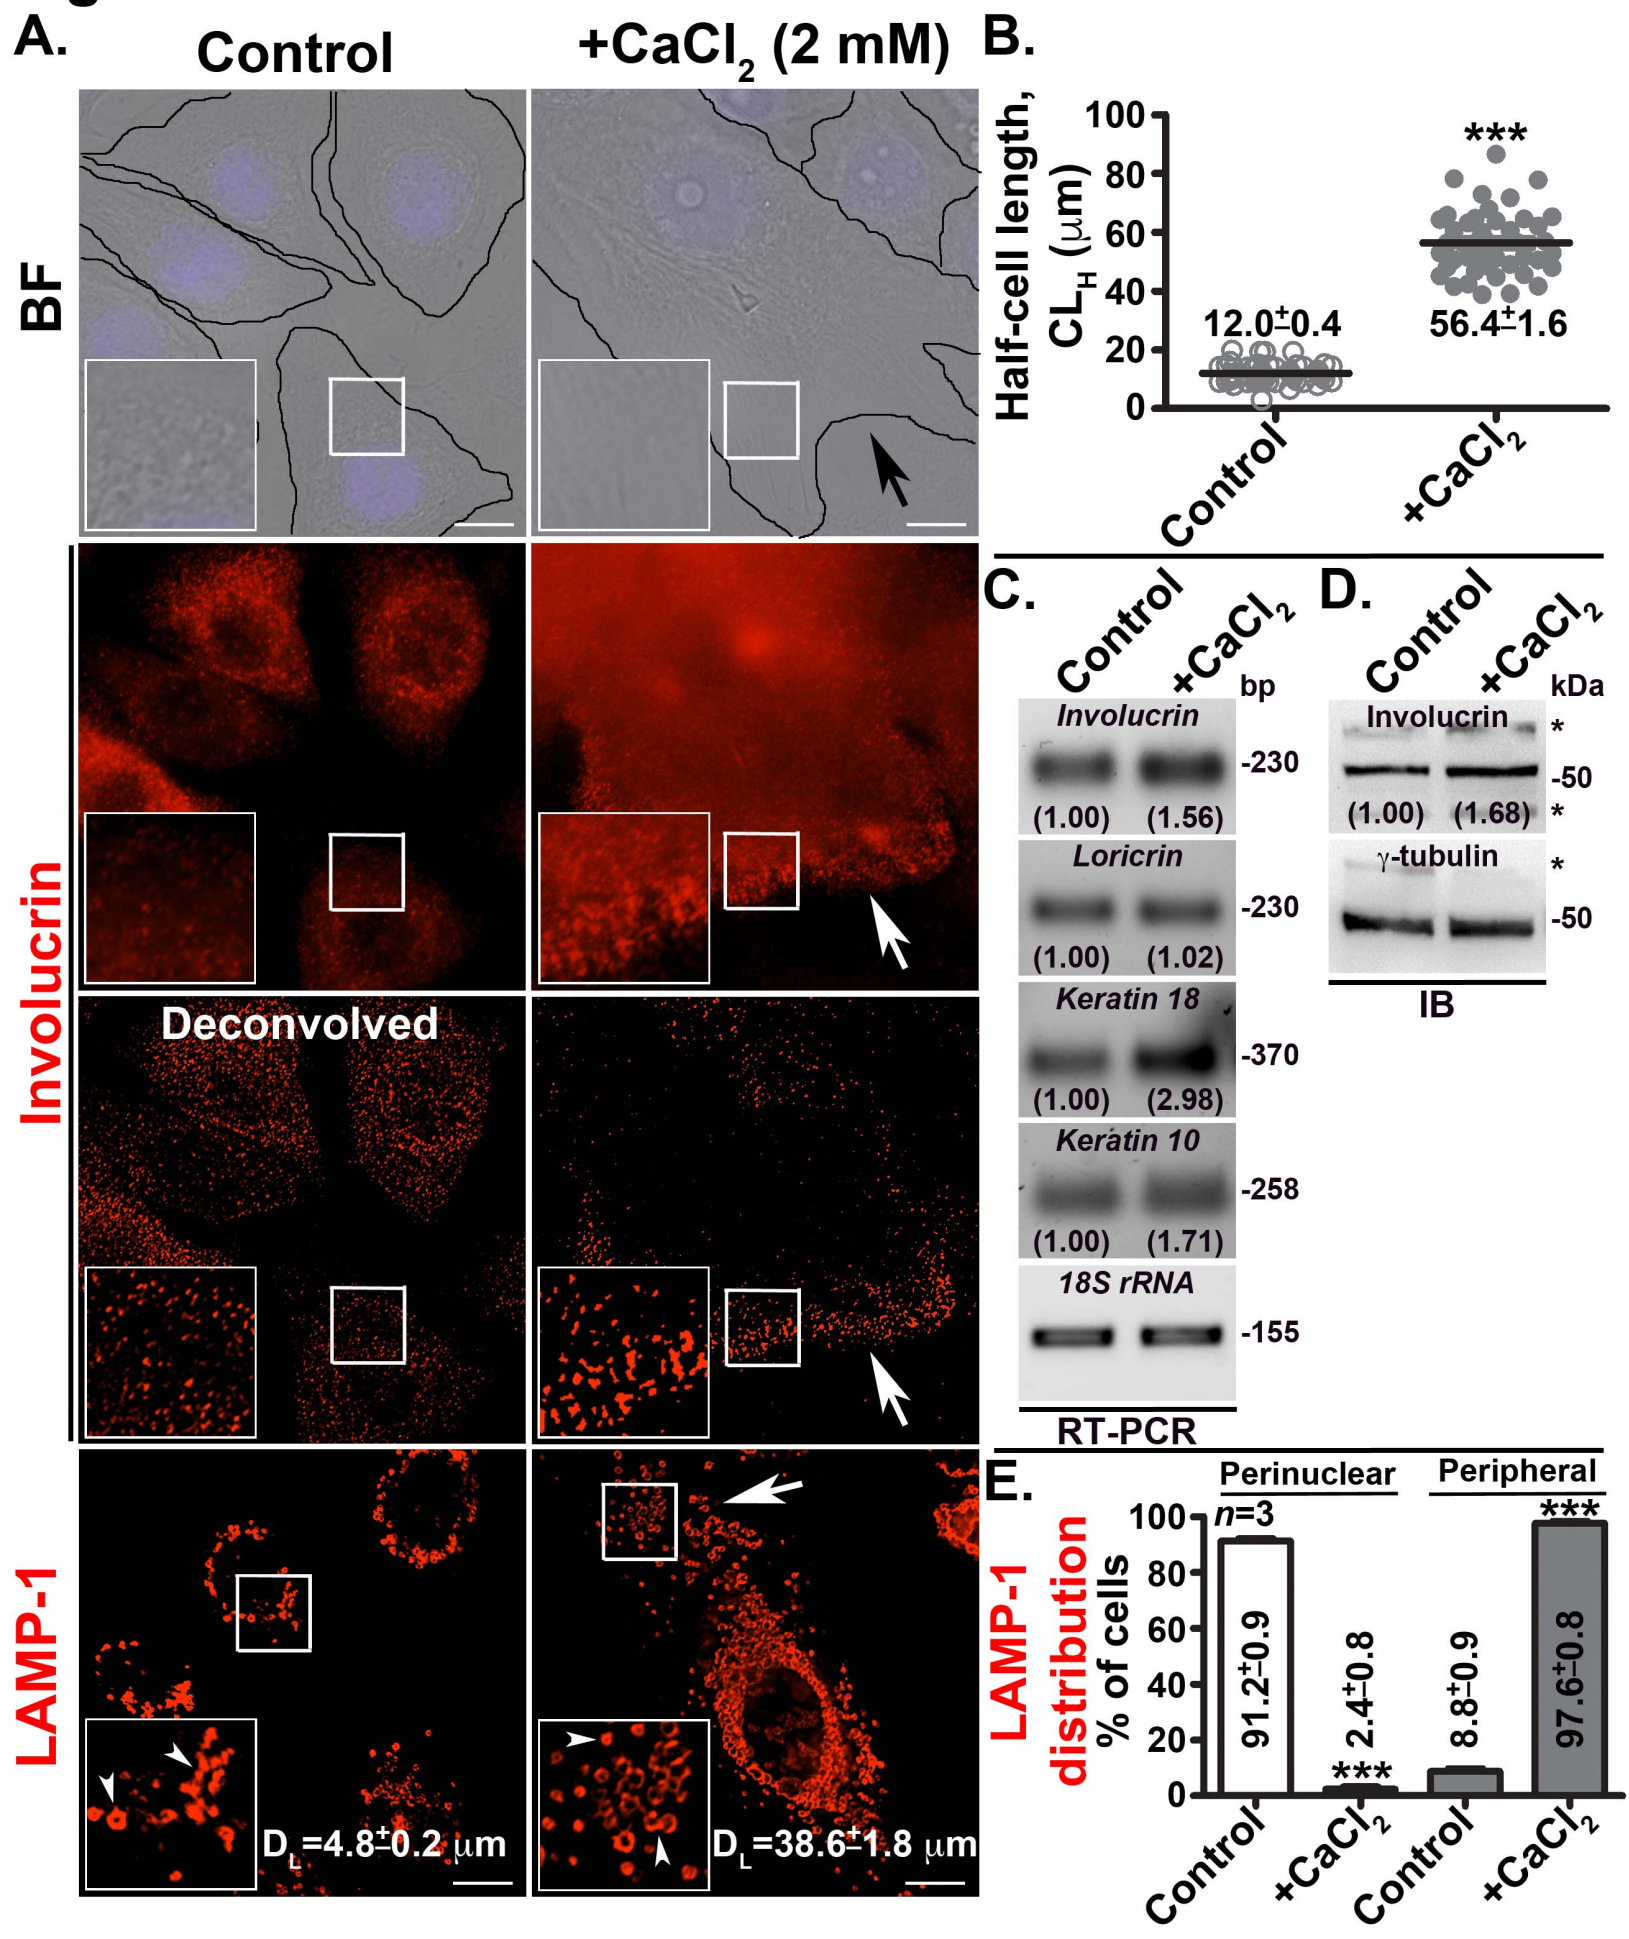 A.
Control
+CaCl2 (2 mM)
BF
Involucrin
Deconvolved
LAMP-1
DL=4.8±0.2 μm
DL=38.6±1.8 μm
B.
Half-cell length,
CLH (μm)
100
80
60
40
20
0
***
12.0±0.4
56.4±1.6
Control
+CaCl2
C.
Control
+CaCl2
bp
Involucrin
-230
(1.00) (1.56)
Loricrin
-230
(1.00) (1.02)
Keratin 18
-370
(1.00) (2.98)
Keratin 10
-258
(1.00) (1.71)
18S rRNA
-155
RT-PCR
D.
Control
+CaCl2
kDa
Involucrin
*
-50
(1.00) (1.68) *
γ-tubulin
*
-50
IB
E.
Perinuclear
Peripheral
LAMP-1
distribution
% of cells
100
80
60
40
20
0
n=3
***
***
91.2±0.9
2.4±0.8
8.8±0.9
97.6±0.8
Control
+CaCl2
Control
+CaCl2